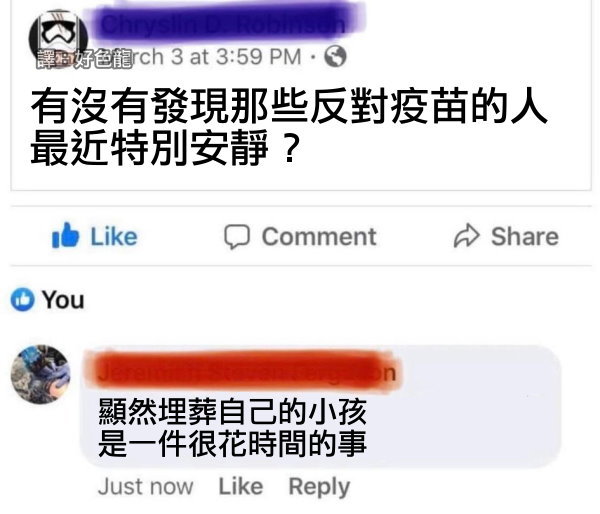 Chryslin D. Robinson
譯：好色龍
rch 3 at 3:59 PM ·
有沒有發現那些反對疫苗的人
最近特別安靜？
Like Comment Share
You
顯然埋葬自己的小孩
是一件很花時間的事
Just now Like Reply